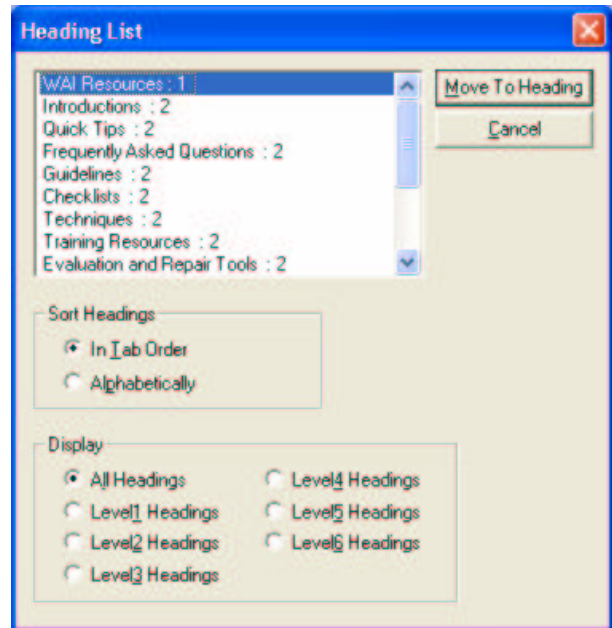 Heading List
WAI Resources : 1
Introductions : 2
Quick Tips : 2
Frequently Asked Questions : 2
Guidelines : 2
Checklists : 2
Techniques : 2
Training Resources : 2
Evaluation and Repair Tools : 2
Move To Heading
Cancel
Sort Headings
In Tab Order
Alphabetically
Display
All Headings
Level1 Headings
Level2 Headings
Level3 Headings
Level4 Headings
Level5 Headings
Level6 Headings